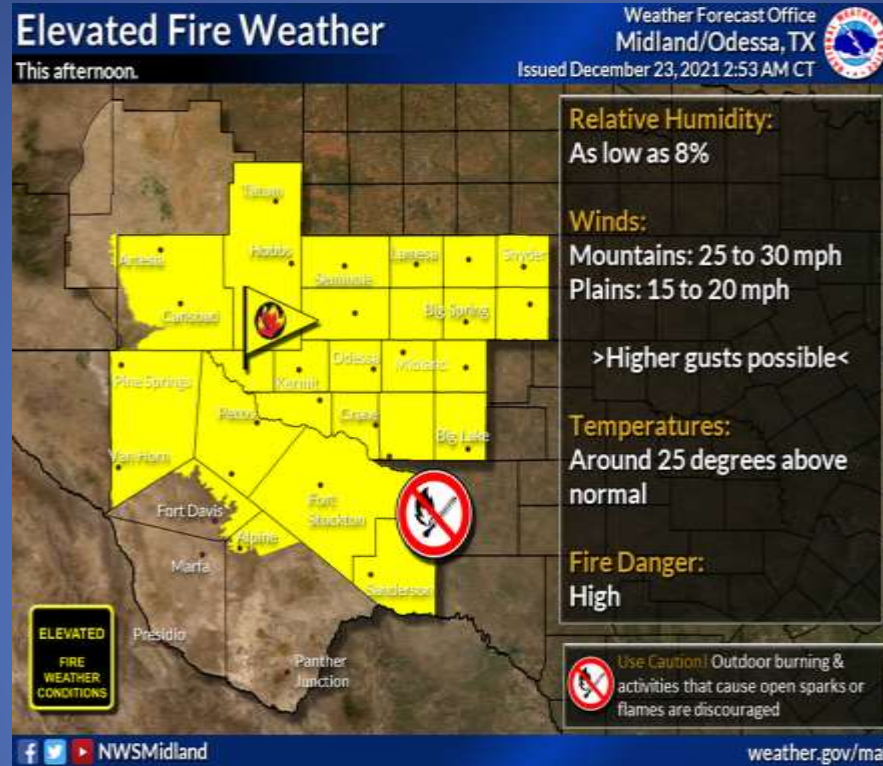 Elevated Fire Weather
This afternoon.
Weather Forecast Office
Midland/Odessa, TX
Issued December 23, 2021 2:53 AM CT
NATIONAL WEATHER SERVICE
Relative Humidity:
As low as 8%
Winds:
Mountains: 25 to 30 mph
Plains: 15 to 20 mph
>Higher gusts possible<
Temperatures:
Around 25 degrees above
normal
Fire Danger:
High
Use Caution! Outdoor burning &
activities that cause open sparks or
flames are discouraged
Tatum
Artesia
Hobbs
Seminole
Lamesa
Snyder
Carlsbad
Big Spring
Pine Springs
Kermit
Odessa
Midland
Pecos
Crane
Big Lake
Van Horn
Fort Davis
Fort
Stockton
Alpine
Marfa
Sanderson
Presidio
Panther
Junction
ELEVATED
FIRE
WEATHER
CONDITIONS
NWSMidland
weather.gov/ma